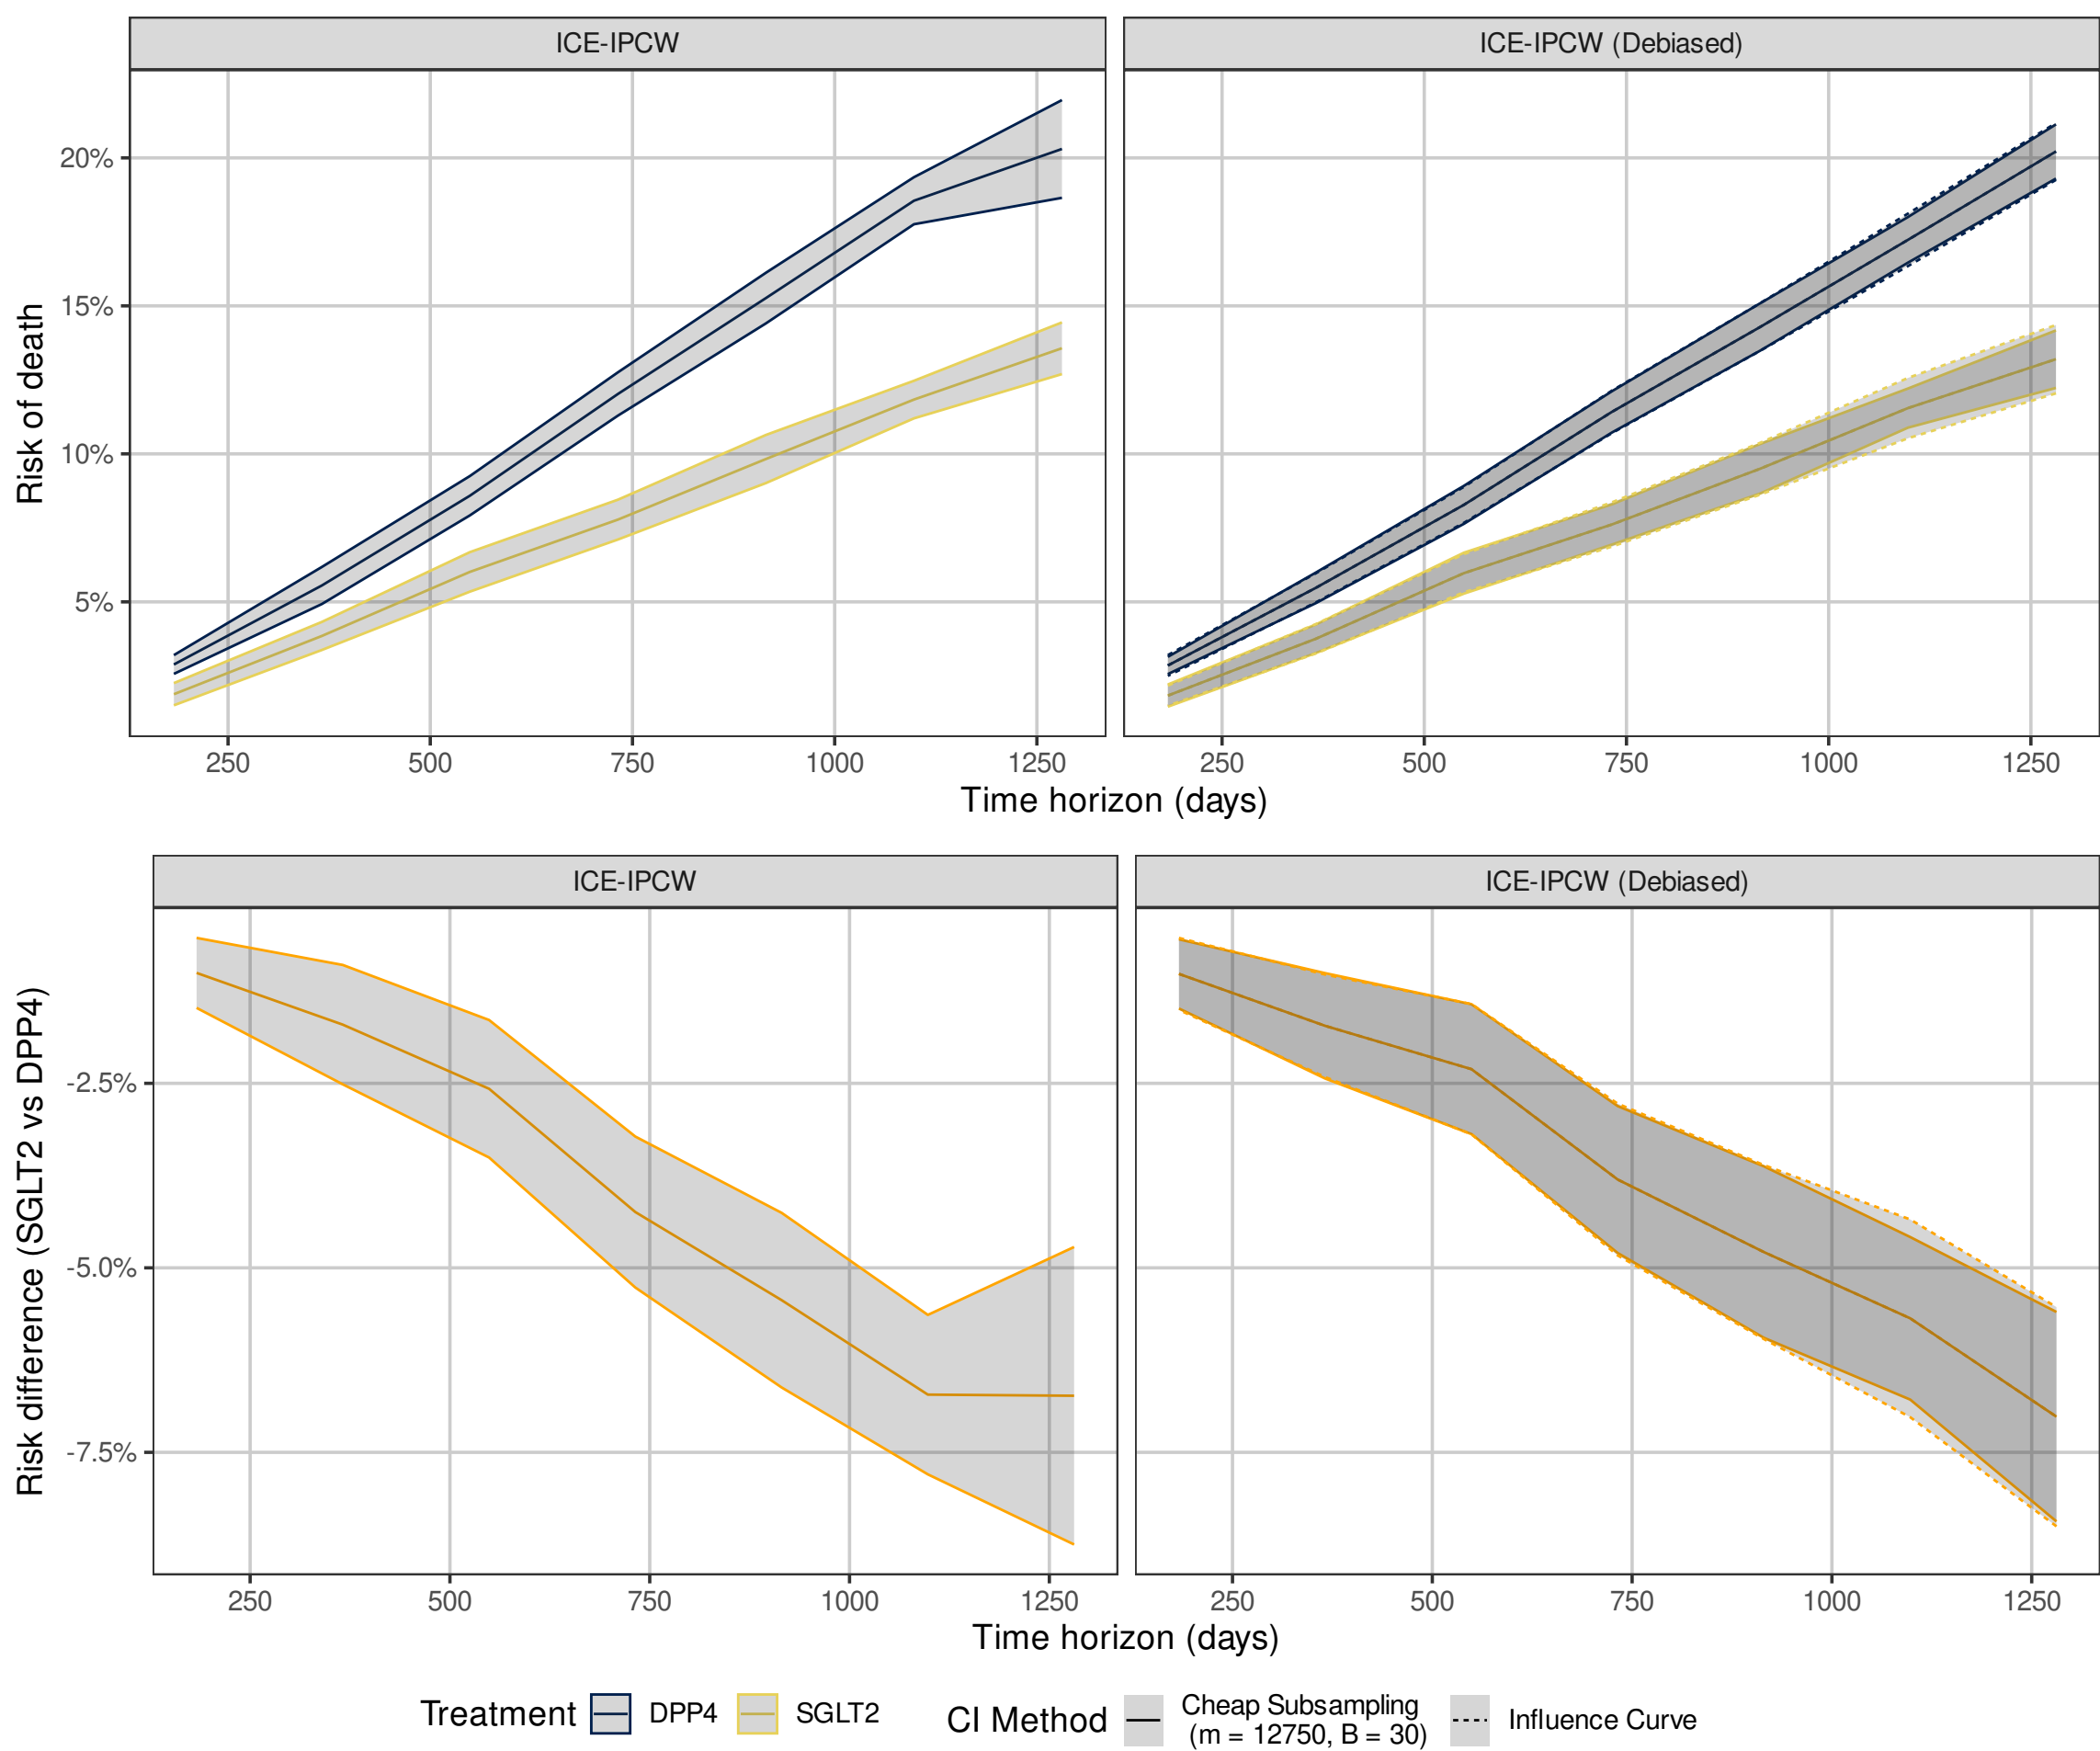 ICE-IPCW
ICE-IPCW (Debiased)
Risk of death
20%
15%
10%
5%
250 500 750 1000 1250
250 500 750 1000 1250
Time horizon (days)
ICE-IPCW
ICE-IPCW (Debiased)
Risk difference (SGLT2 vs DPP4)
-2.5%
-5.0%
-7.5%
250 500 750 1000 1250
250 500 750 1000 1250
Time horizon (days)
Treatment DPP4 SGLT2
CI Method Cheap Subsampling
(m = 12750, B = 30)
Influence Curve